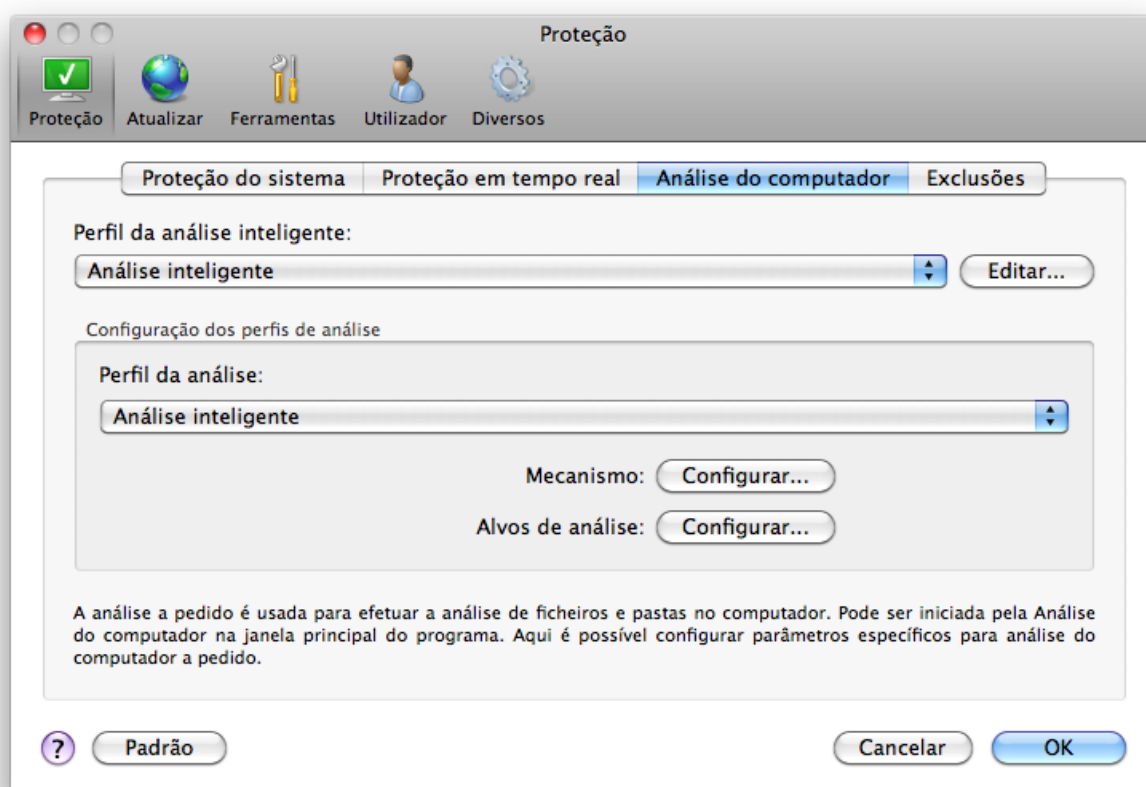 Proteção
Proteção Atualizar Ferramentas Utilizador Diversos
Proteção do sistema Proteção em tempo real Análise do computador Exclusões
Perfil da análise inteligente:
Análise inteligente Editar...
Configuração dos perfis de análise
Perfil da análise:
Análise inteligente
Mecanismo: Configurar...
Alvos de análise: Configurar...
A análise a pedido é usada para efetuar a análise de ficheiros e pastas no computador. Pode ser iniciada pela Análise
do computador na janela principal do programa. Aqui é possível configurar parâmetros específicos para análise do
computador a pedido.
? Padrão Cancelar OK